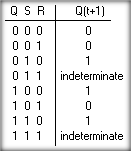 Q S R Q(t+1)
0 0 0 0
0 0 1 0
0 1 0 1
0 1 1 indeterminate
1 0 0 1
1 0 1 0
1 1 0 1
1 1 1 indeterminate